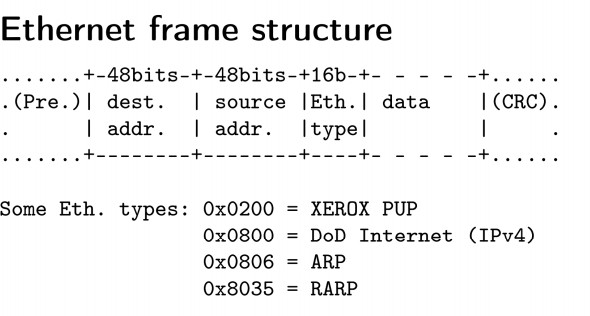 Ethernet frame structure
.......+-48bits-+-48bits-+16b-+- - - - -+......
.(Pre.)| dest.  | source |Eth.| data    |(CRC).
.      | addr.  | addr.  |type|         |     .
.......+--------+--------+----+- - - - -+......
Some Eth. types: 0x0200 = XEROX PUP
                 0x0800 = DoD Internet (IPv4)
                 0x0806 = ARP
                 0x8035 = RARP